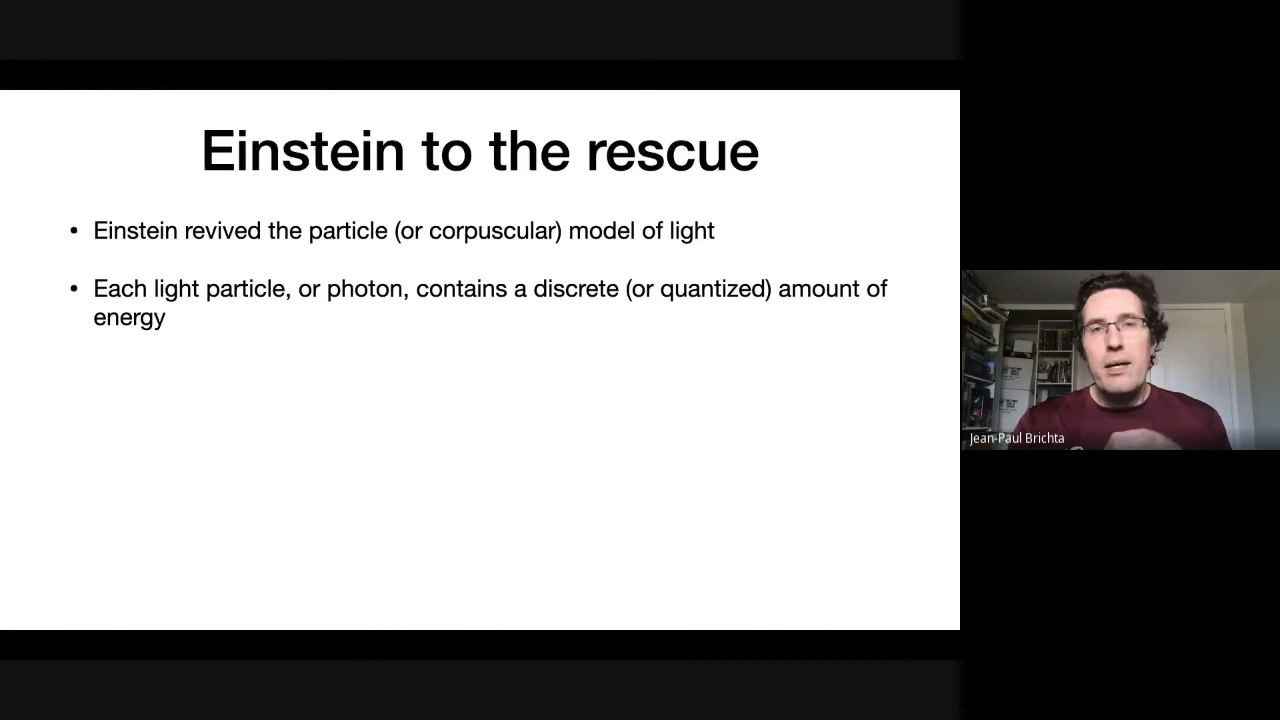 Einstein to the rescue
• Einstein revived the particle (or corpuscular) model of light
• Each light particle, or photon, contains a discrete (or quantized) amount of
energy
Jean-Paul Brichta